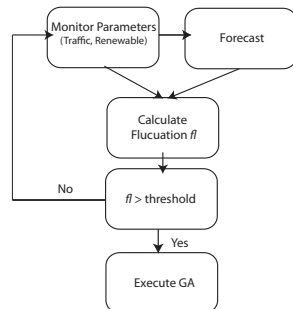 Monitor Parameters
(Traffic, Renewable)
Forecast
Calculate
Flucuation fl
No
fl > threshold
Yes
Execute GA